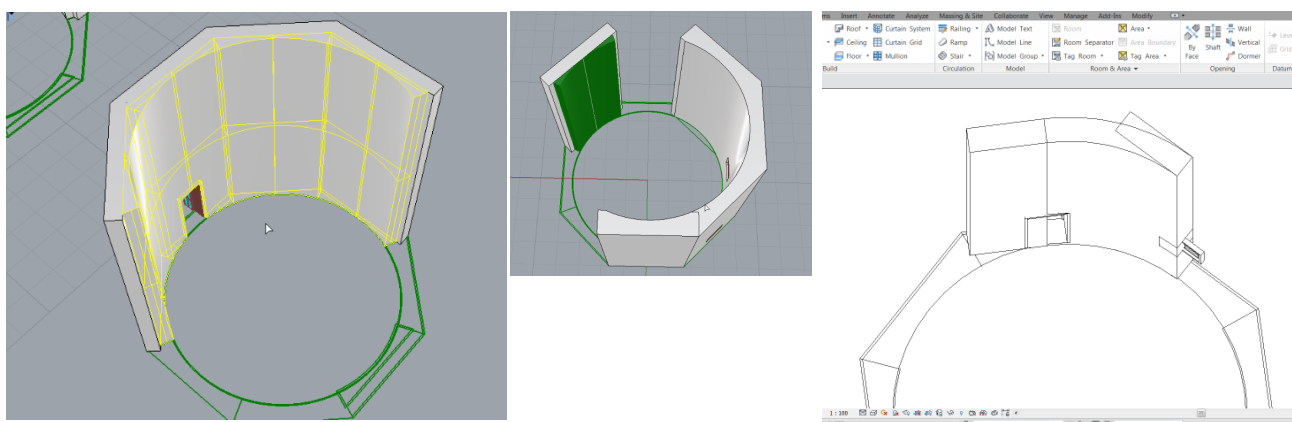 ms Insert Annotate Analyze Massing & Site Collaborate View Manage Add-Ins Modify
Roof Curtain System Railing Model Text Room Area Wall Leve
Ceiling Curtain Grid Ramp Model Line Room Separator Area Boundary By Shaft Vertical Grid
Floor Mullion Stair Model Group Tag Room Tag Area Face Dormer
Build Circulation Model Room & Area Opening Datum
1 : 100